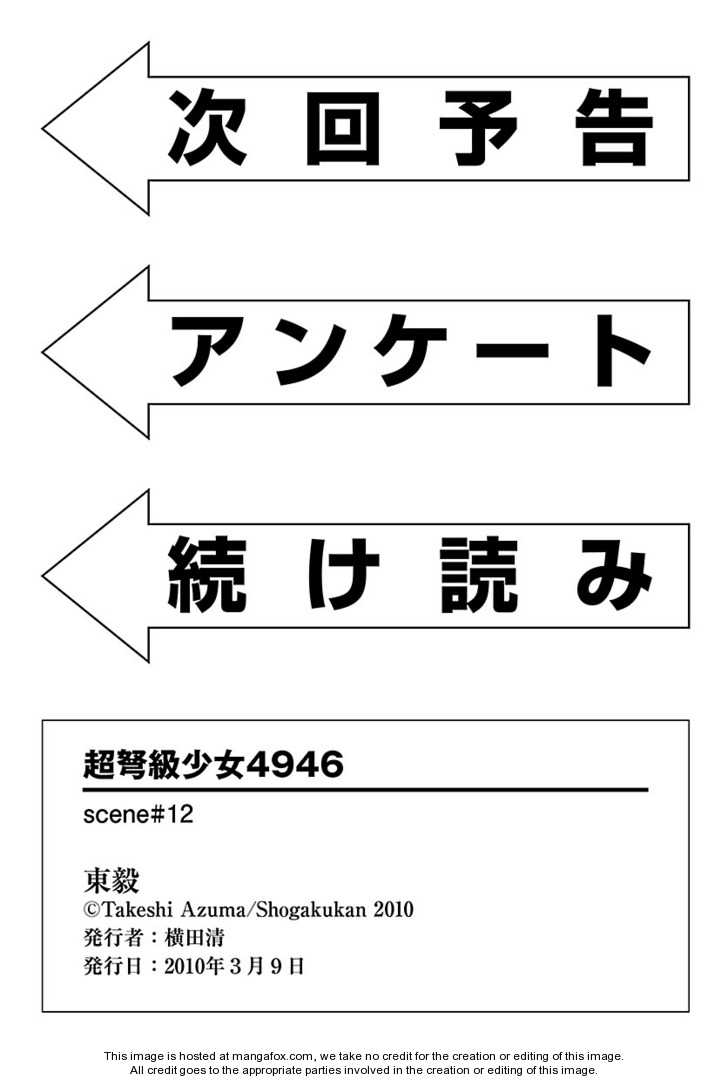 次回予告
アンケート
続け読み
超弩級少女4946
scene#12
東毅
©Takeshi Azuma/Shogakukan 2010
発行者：横田清
発行日：2010年３月９日
This image is hosted at mangafox.com, we take no credit for the creation or editing of this image.
All credit goes to the appropriate parties involved in the creation or editing of this image.